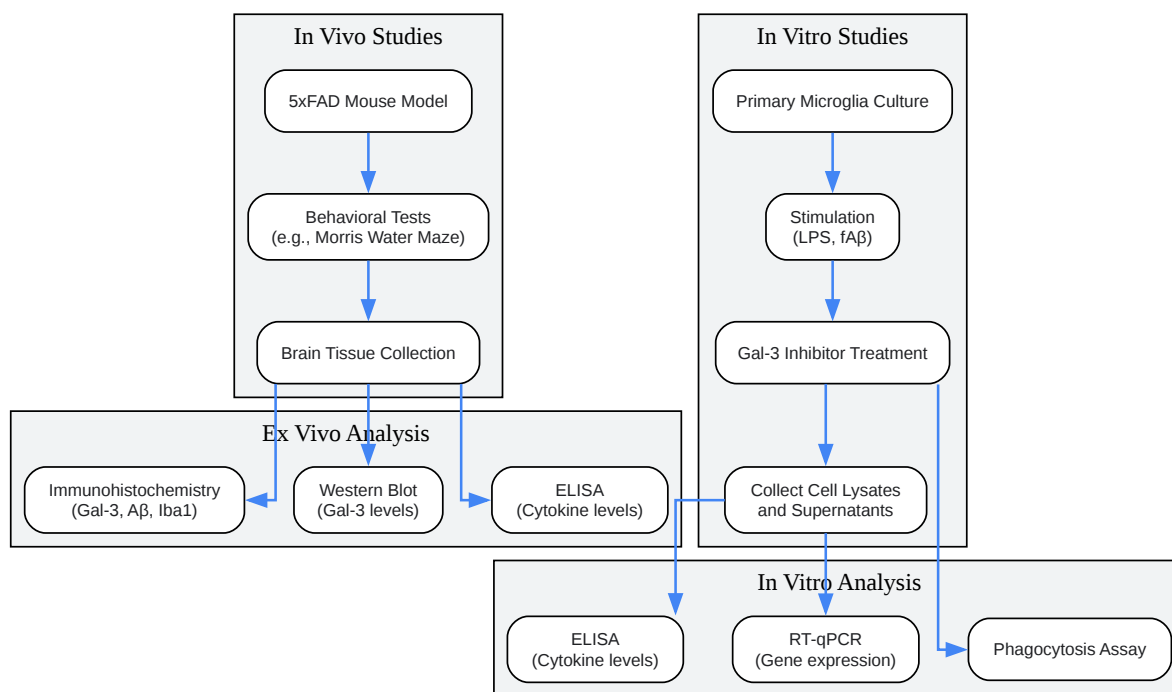 In Vivo Studies
5xFAD Mouse Model
Behavioral Tests
(e.g., Morris Water Maze)
Brain Tissue Collection
In Vitro Studies
Primary Microglia Culture
Stimulation
(LPS, fAβ)
Gal-3 Inhibitor Treatment
Collect Cell Lysates
and Supernatants
Ex Vivo Analysis
Immunohistochemistry
(Gal-3, Aβ, Iba1)
Western Blot
(Gal-3 levels)
ELISA
(Cytokine levels)
In Vitro Analysis
ELISA
(Cytokine levels)
RT-qPCR
(Gene expression)
Phagocytosis Assay